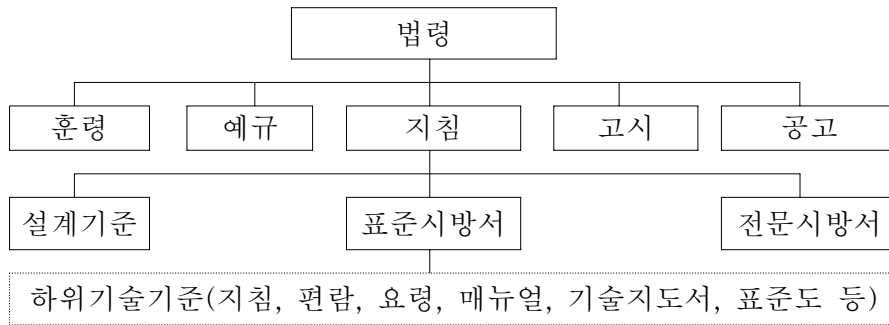 법령
훈령 예규 지침 고시 공고
설계기준 표준시방서 전문시방서
하위기술기준(지침, 편람, 요령, 매뉴얼, 기술지도서, 표준도 등)